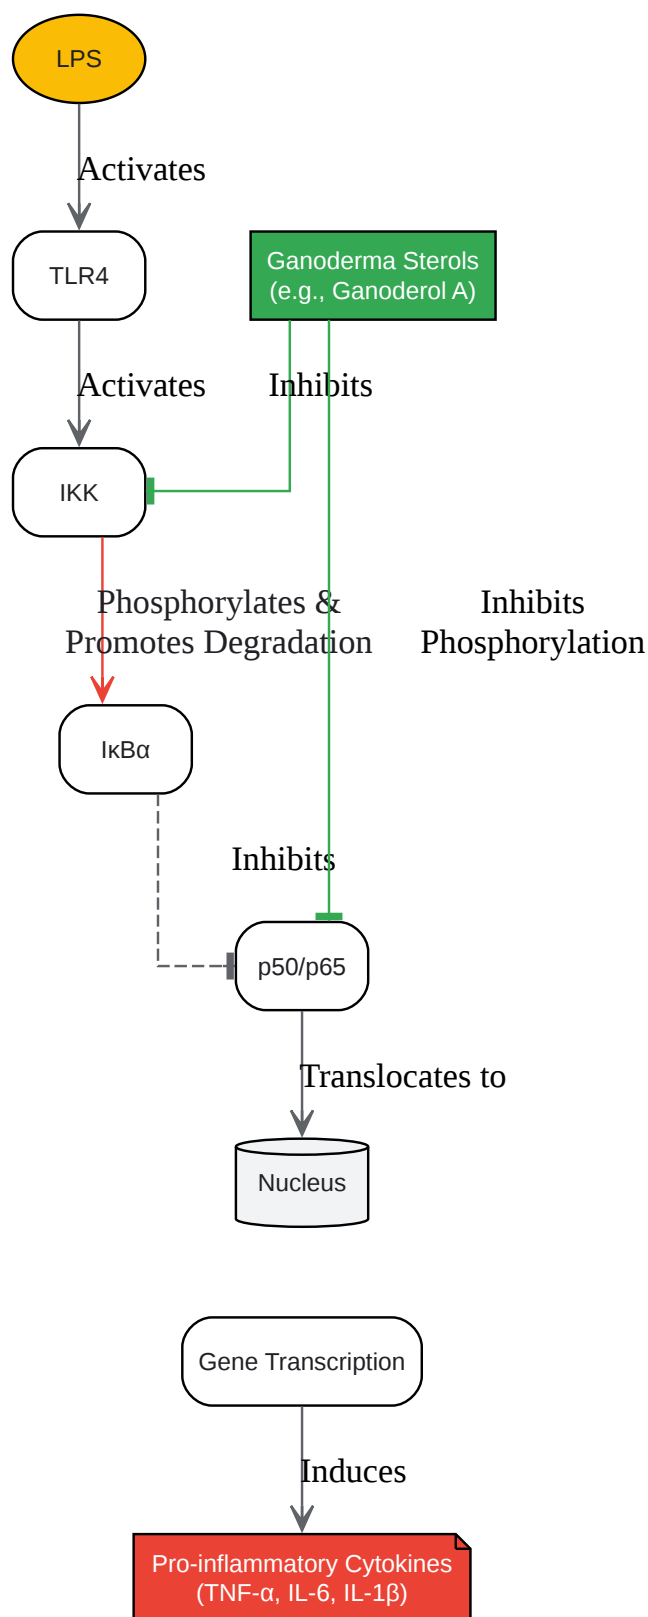 LPS
Activates
TLR4
Ganoderma Sterols
(e.g., Ganoderol A)
Activates
Inhibits
IKK
Phosphorylates &
Promotes Degradation
Inhibits
Phosphorylation
IκBα
Inhibits
p50/p65
Translocates to
Nucleus
Gene Transcription
Induces
Pro-inflammatory Cytokines
(TNF-α, IL-6, IL-1β)